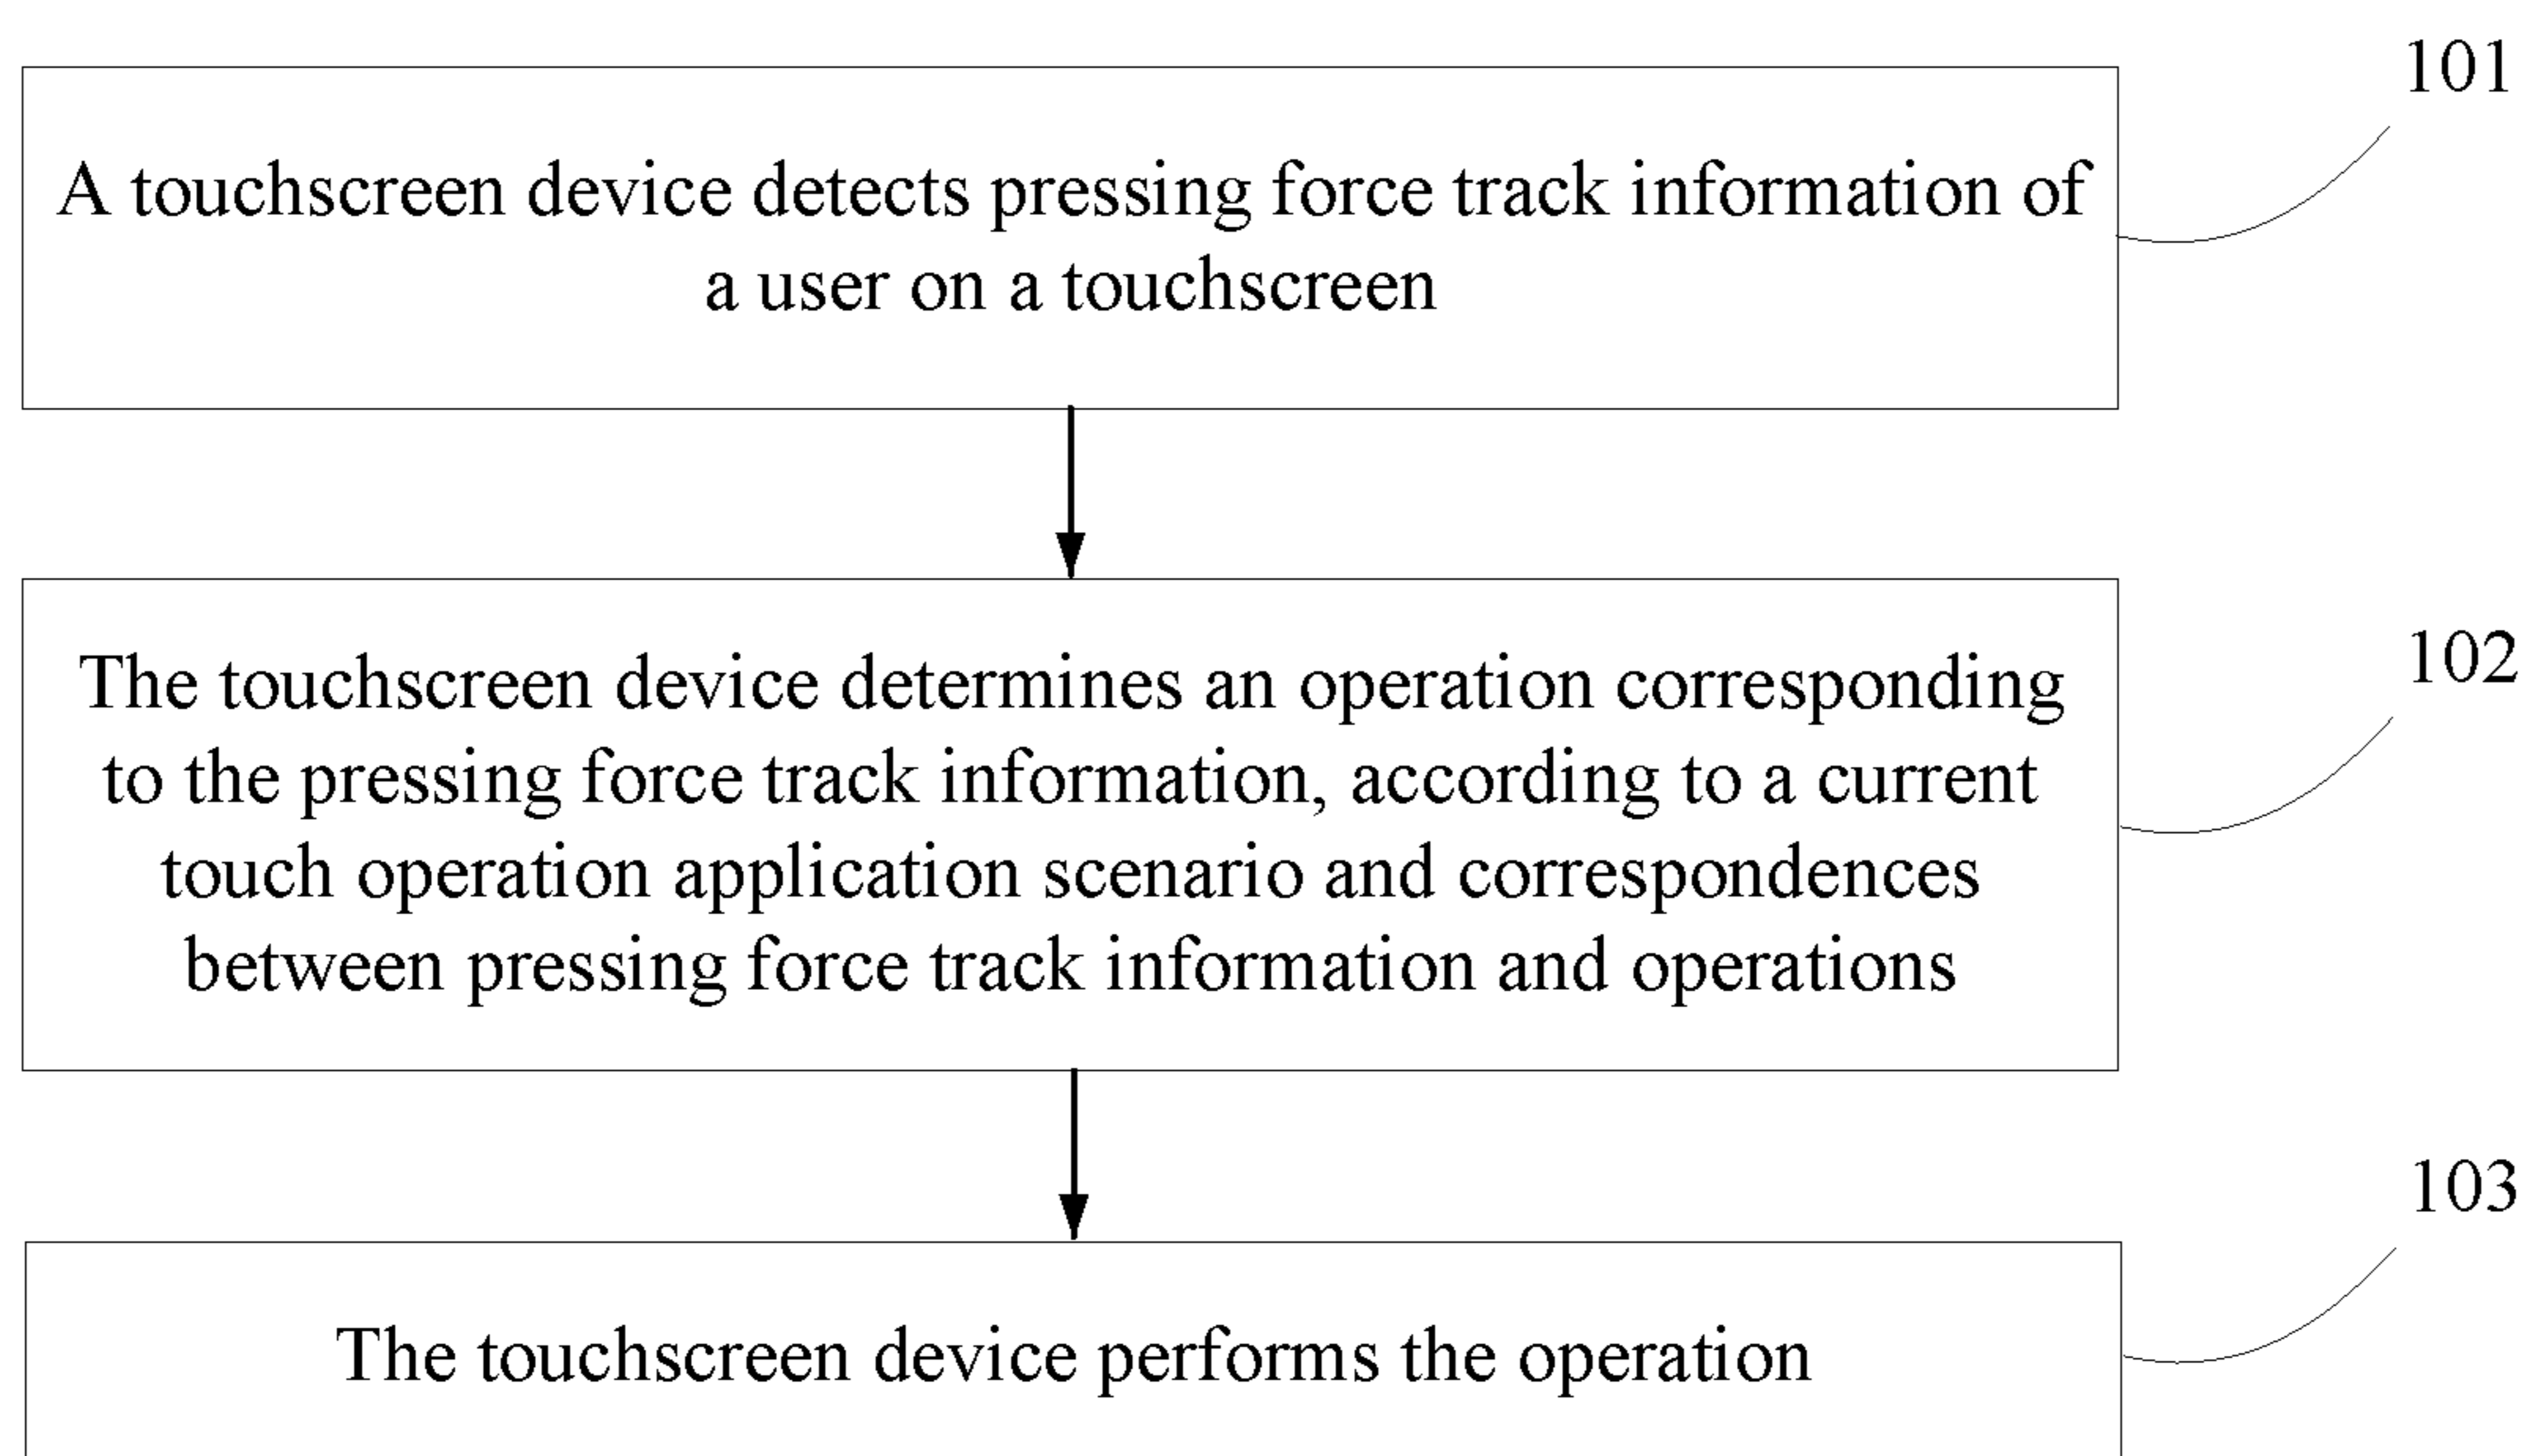 101
A touchscreen device detects pressing force track information of
a user on a touchscreen
102
The touchscreen device determines an operation corresponding
to the pressing force track information, according to a current
touch operation application scenario and correspondences
between pressing force track information and operations
103
The touchscreen device performs the operation